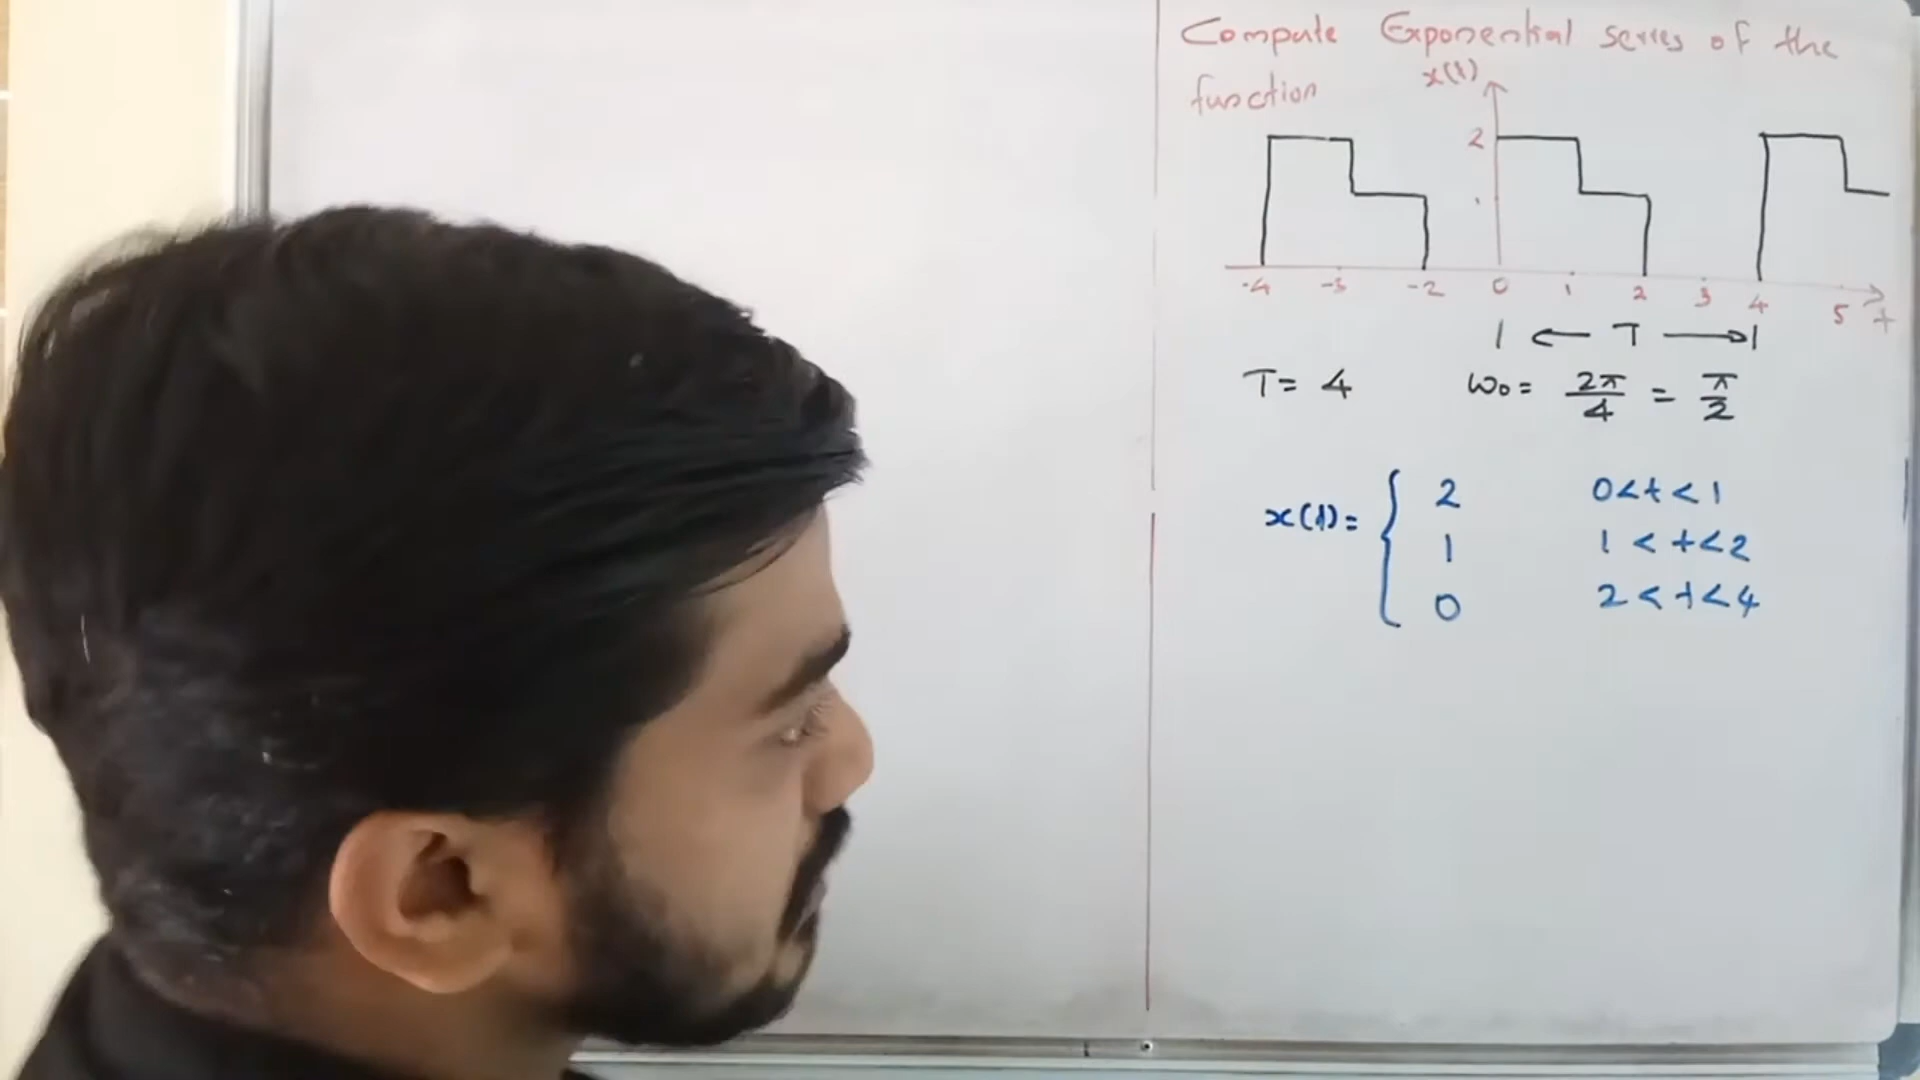 Compute Exponential series of the
function
x(t)
2
1
-4 -3 -2 0 1 2 3 4 5 t
| ← T → |
T = 4 ω₀ = 2π/4 = π/2
x(t) = { 2 0<t<1
1 1<t<2
0 2<t<4